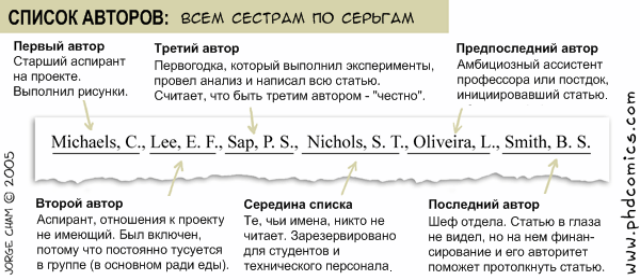 СПИСОК АВТОРОВ: ВСЕМ СЕСТРАМ ПО СЕРЬГАМ
Первый автор
Старший аспирант
на проекте.
Выполнил рисунки.
Третий автор
Первогодка, который выполнил эксперименты,
провел анализ и написал всю статью.
Считает, что быть третим автором - "честно".
Предпоследний автор
Амбициозный ассистент
профессора или постдок,
инициировавший статью.
Michaels, C., Lee, E. F., Sap, P. S., Nichols, S. T., Oliveira, L., Smith, B. S.
Второй автор
Аспирант, отношения к проекту
не имеющий. Был включен,
потому что постоянно тусуется
в группе (в основном ради еды).
Середина списка
Те, чьи имена, никто не
читает. Зарезервировано
для студентов и
технического персонала.
Последний автор
Шеф отдела. Статью в глаза
не видел, но на нем финан-
сирование и его авторитет
поможет протолкнуть статью.
JORGE CHAM © 2005
www.phdcomics.com